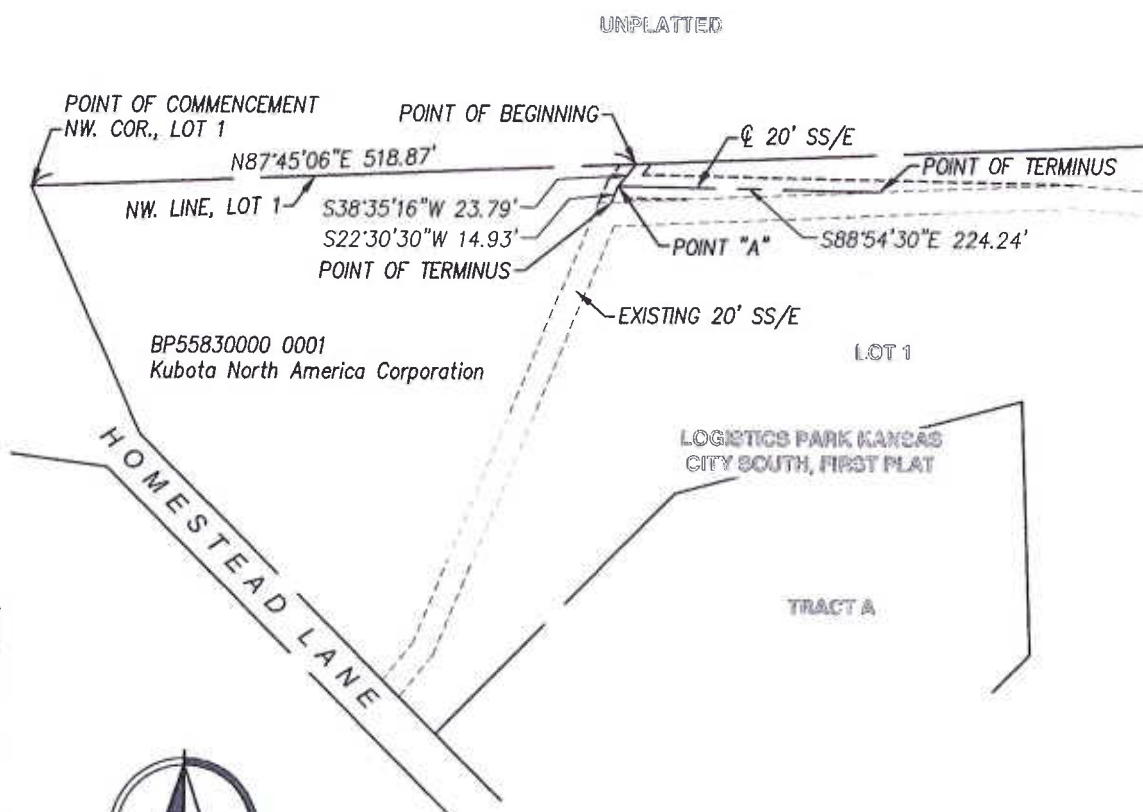 UNPLATTED
POINT OF COMMENCEMENT
NW. COR., LOT 1
POINT OF BEGINNING
℄ 20' SS/E
N87°45'06"E 518.87'
POINT OF TERMINUS
NW. LINE, LOT 1
S38°35'16"W 23.79'
S22°30'30"W 14.93'
POINT "A"
S88°54'30"E 224.24'
POINT OF TERMINUS
EXISTING 20' SS/E
BP55830000 0001
Kubota North America Corporation
LOT 1
LOGISTICS PARK KANSAS
CITY SOUTH, FIRST PLAT
HOMESTEAD LANE
TRACT A